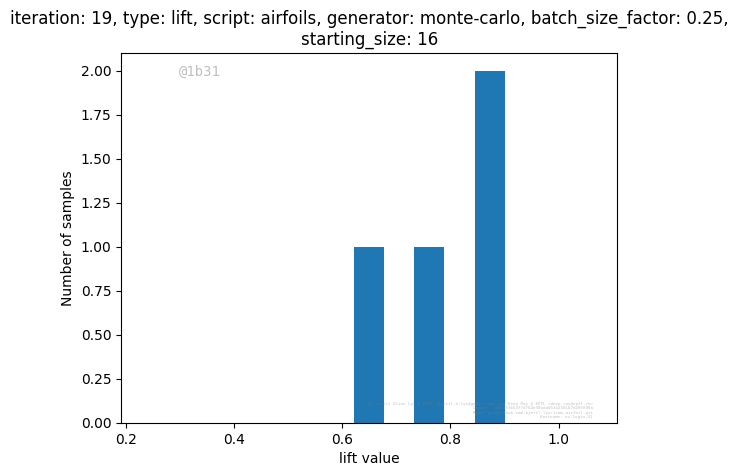 iteration: 19, type: lift, script: airfoils, generator: monte-carlo, batch_size_factor: 0.25,
starting_size: 16
@1b31
2.00
1.75
1.50
1.25
1.00
0.75
0.50
0.25
0.00
Number of samples
0.2 0.4 0.6 0.8 1.0
lift value